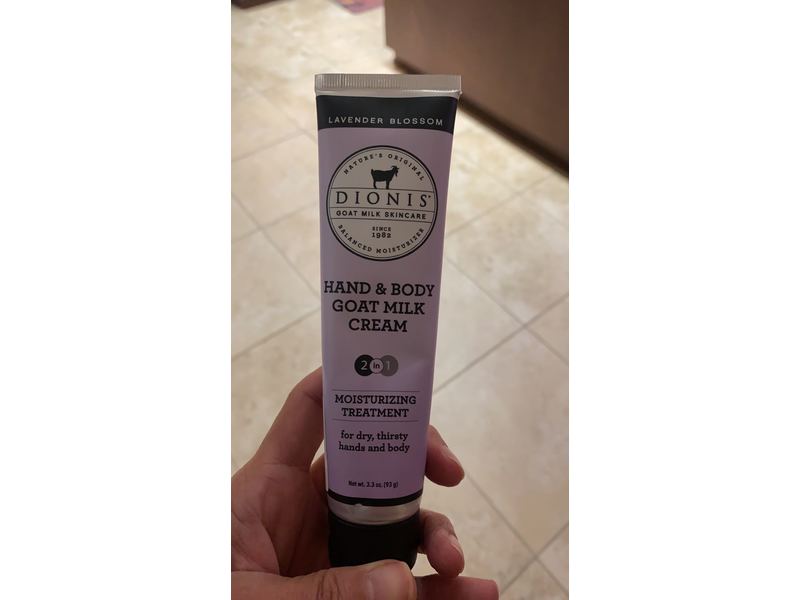 LAVENDER BLOSSOM
NATURE'S ORIGINAL
DIONIS
GOAT MILK SKINCARE
SINCE
1982
BALANCED MOISTURIZER
HAND & BODY
GOAT MILK
CREAM
2 in 1
MOISTURIZING
TREATMENT
for dry, thirsty
hands and body
Net wt. 3.3 oz. (93 g)